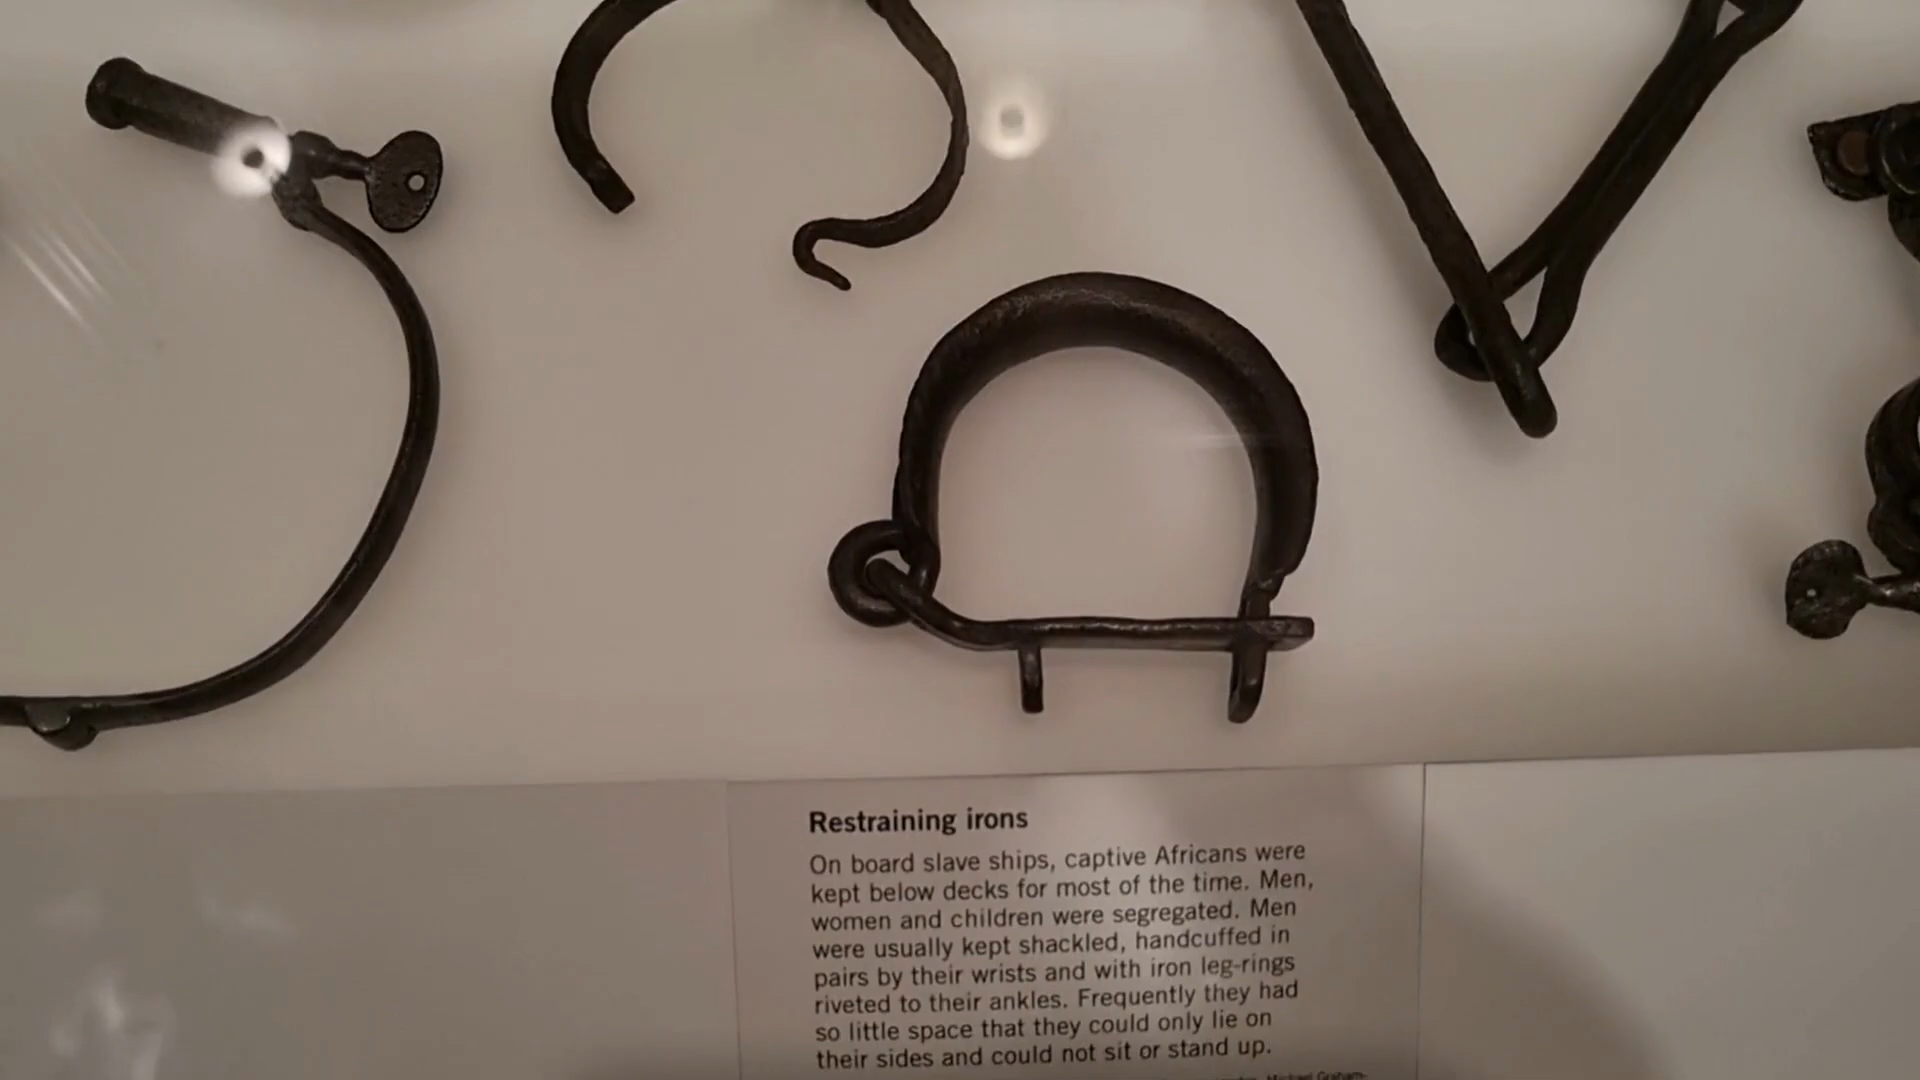 Restraining irons
On board slave ships, captive Africans were
kept below decks for most of the time. Men,
women and children were segregated. Men
were usually kept shackled, handcuffed in
pairs by their wrists and with iron leg-rings
riveted to their ankles. Frequently they had
so little space that they could only lie on
their sides and could not sit or stand up.
Michael Graham-